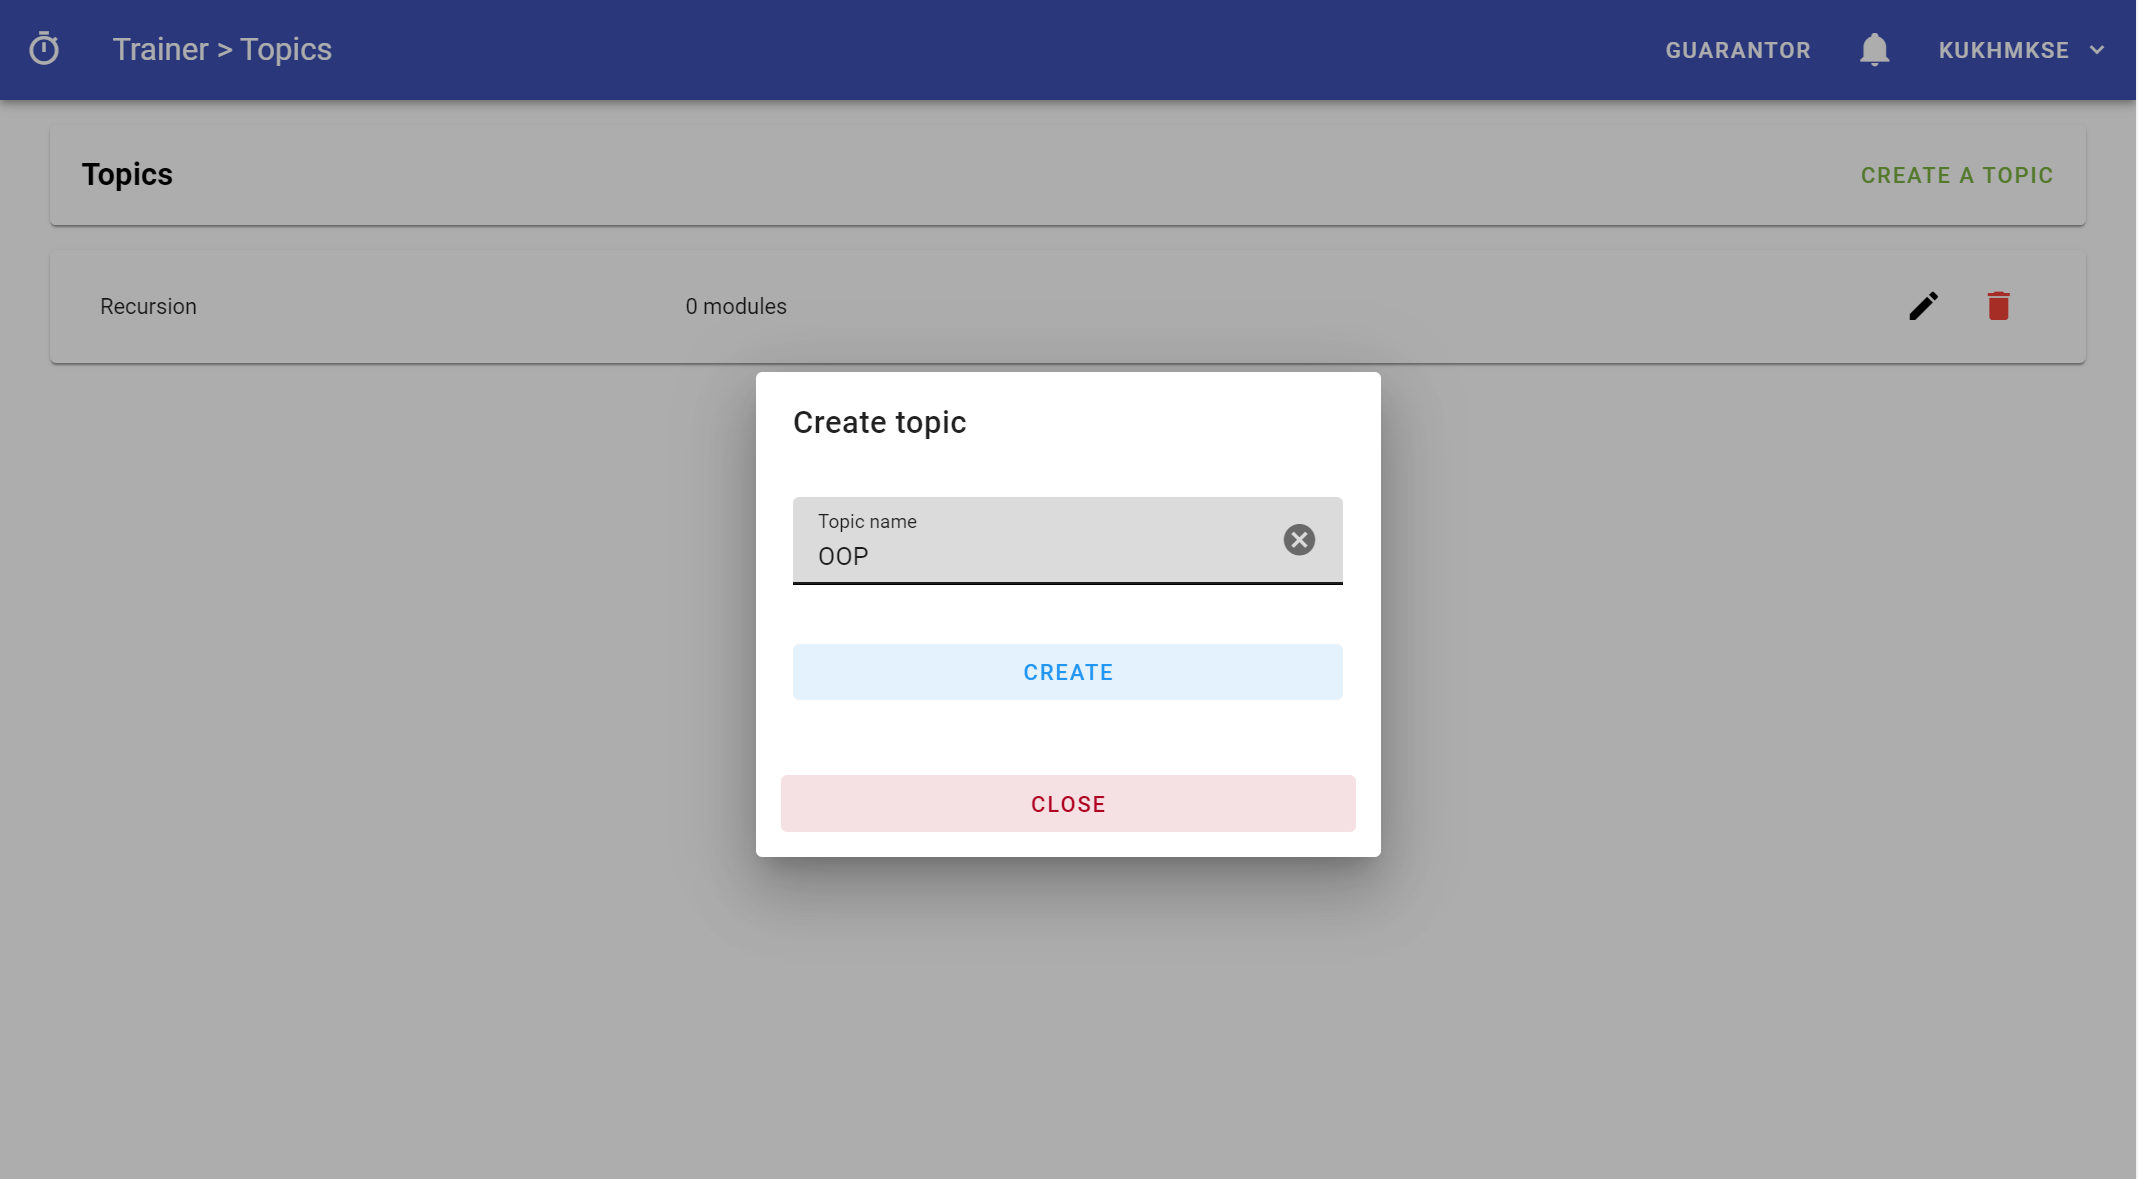 Trainer > Topics
GUARANTOR
KUKHMKSE
Topics
CREATE A TOPIC
Recursion
0 modules
Create topic
Topic name
OOP
CREATE
CLOSE